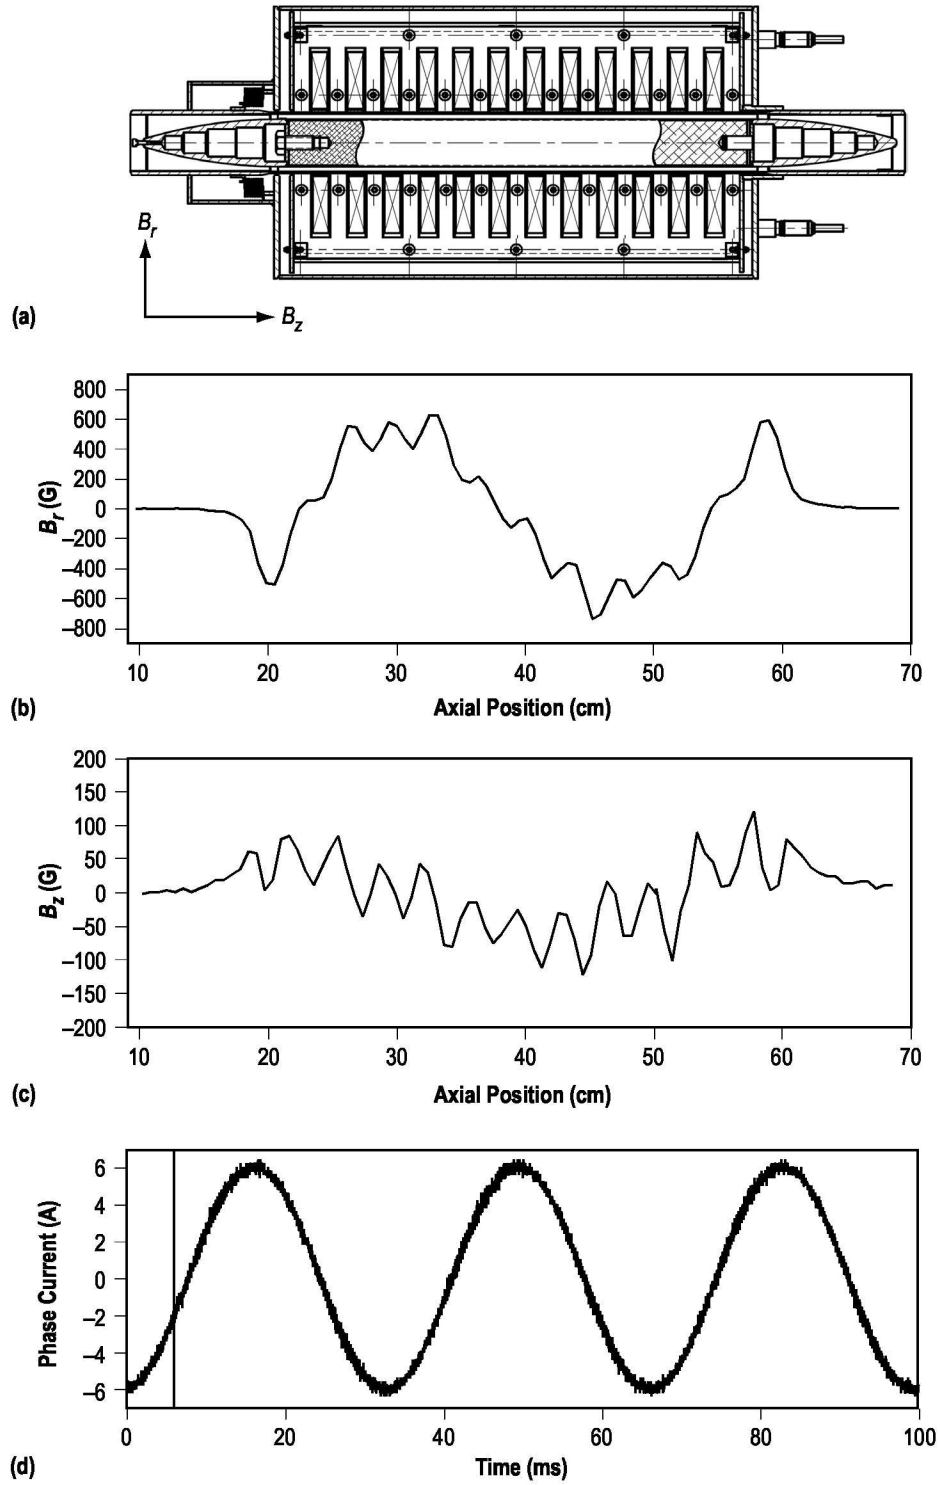 B_r
B_z
(a)
800
600
400
200
0
–200
–400
–600
–800
B_r (G)
10 20 30 40 50 60 70
Axial Position (cm)
(b)
200
150
100
50
0
–50
–100
–150
–200
B_z (G)
10 20 30 40 50 60 70
Axial Position (cm)
(c)
6
4
2
0
–2
–4
–6
Phase Current (A)
0 20 40 60 80 100
Time (ms)
(d)